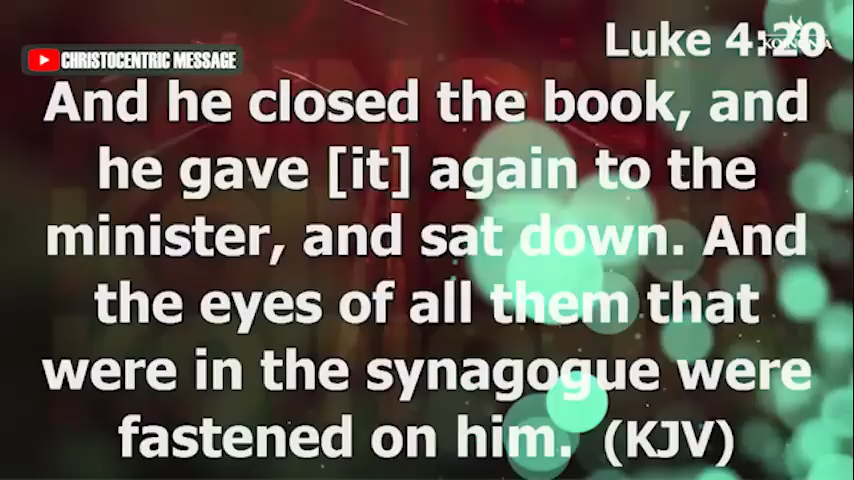 Luke 4:20
CHRISTOCENTRIC MESSAGE
And he closed the book, and
he gave [it] again to the
minister, and sat down. And
the eyes of all them that
were in the synagogue were
fastened on him. (KJV)